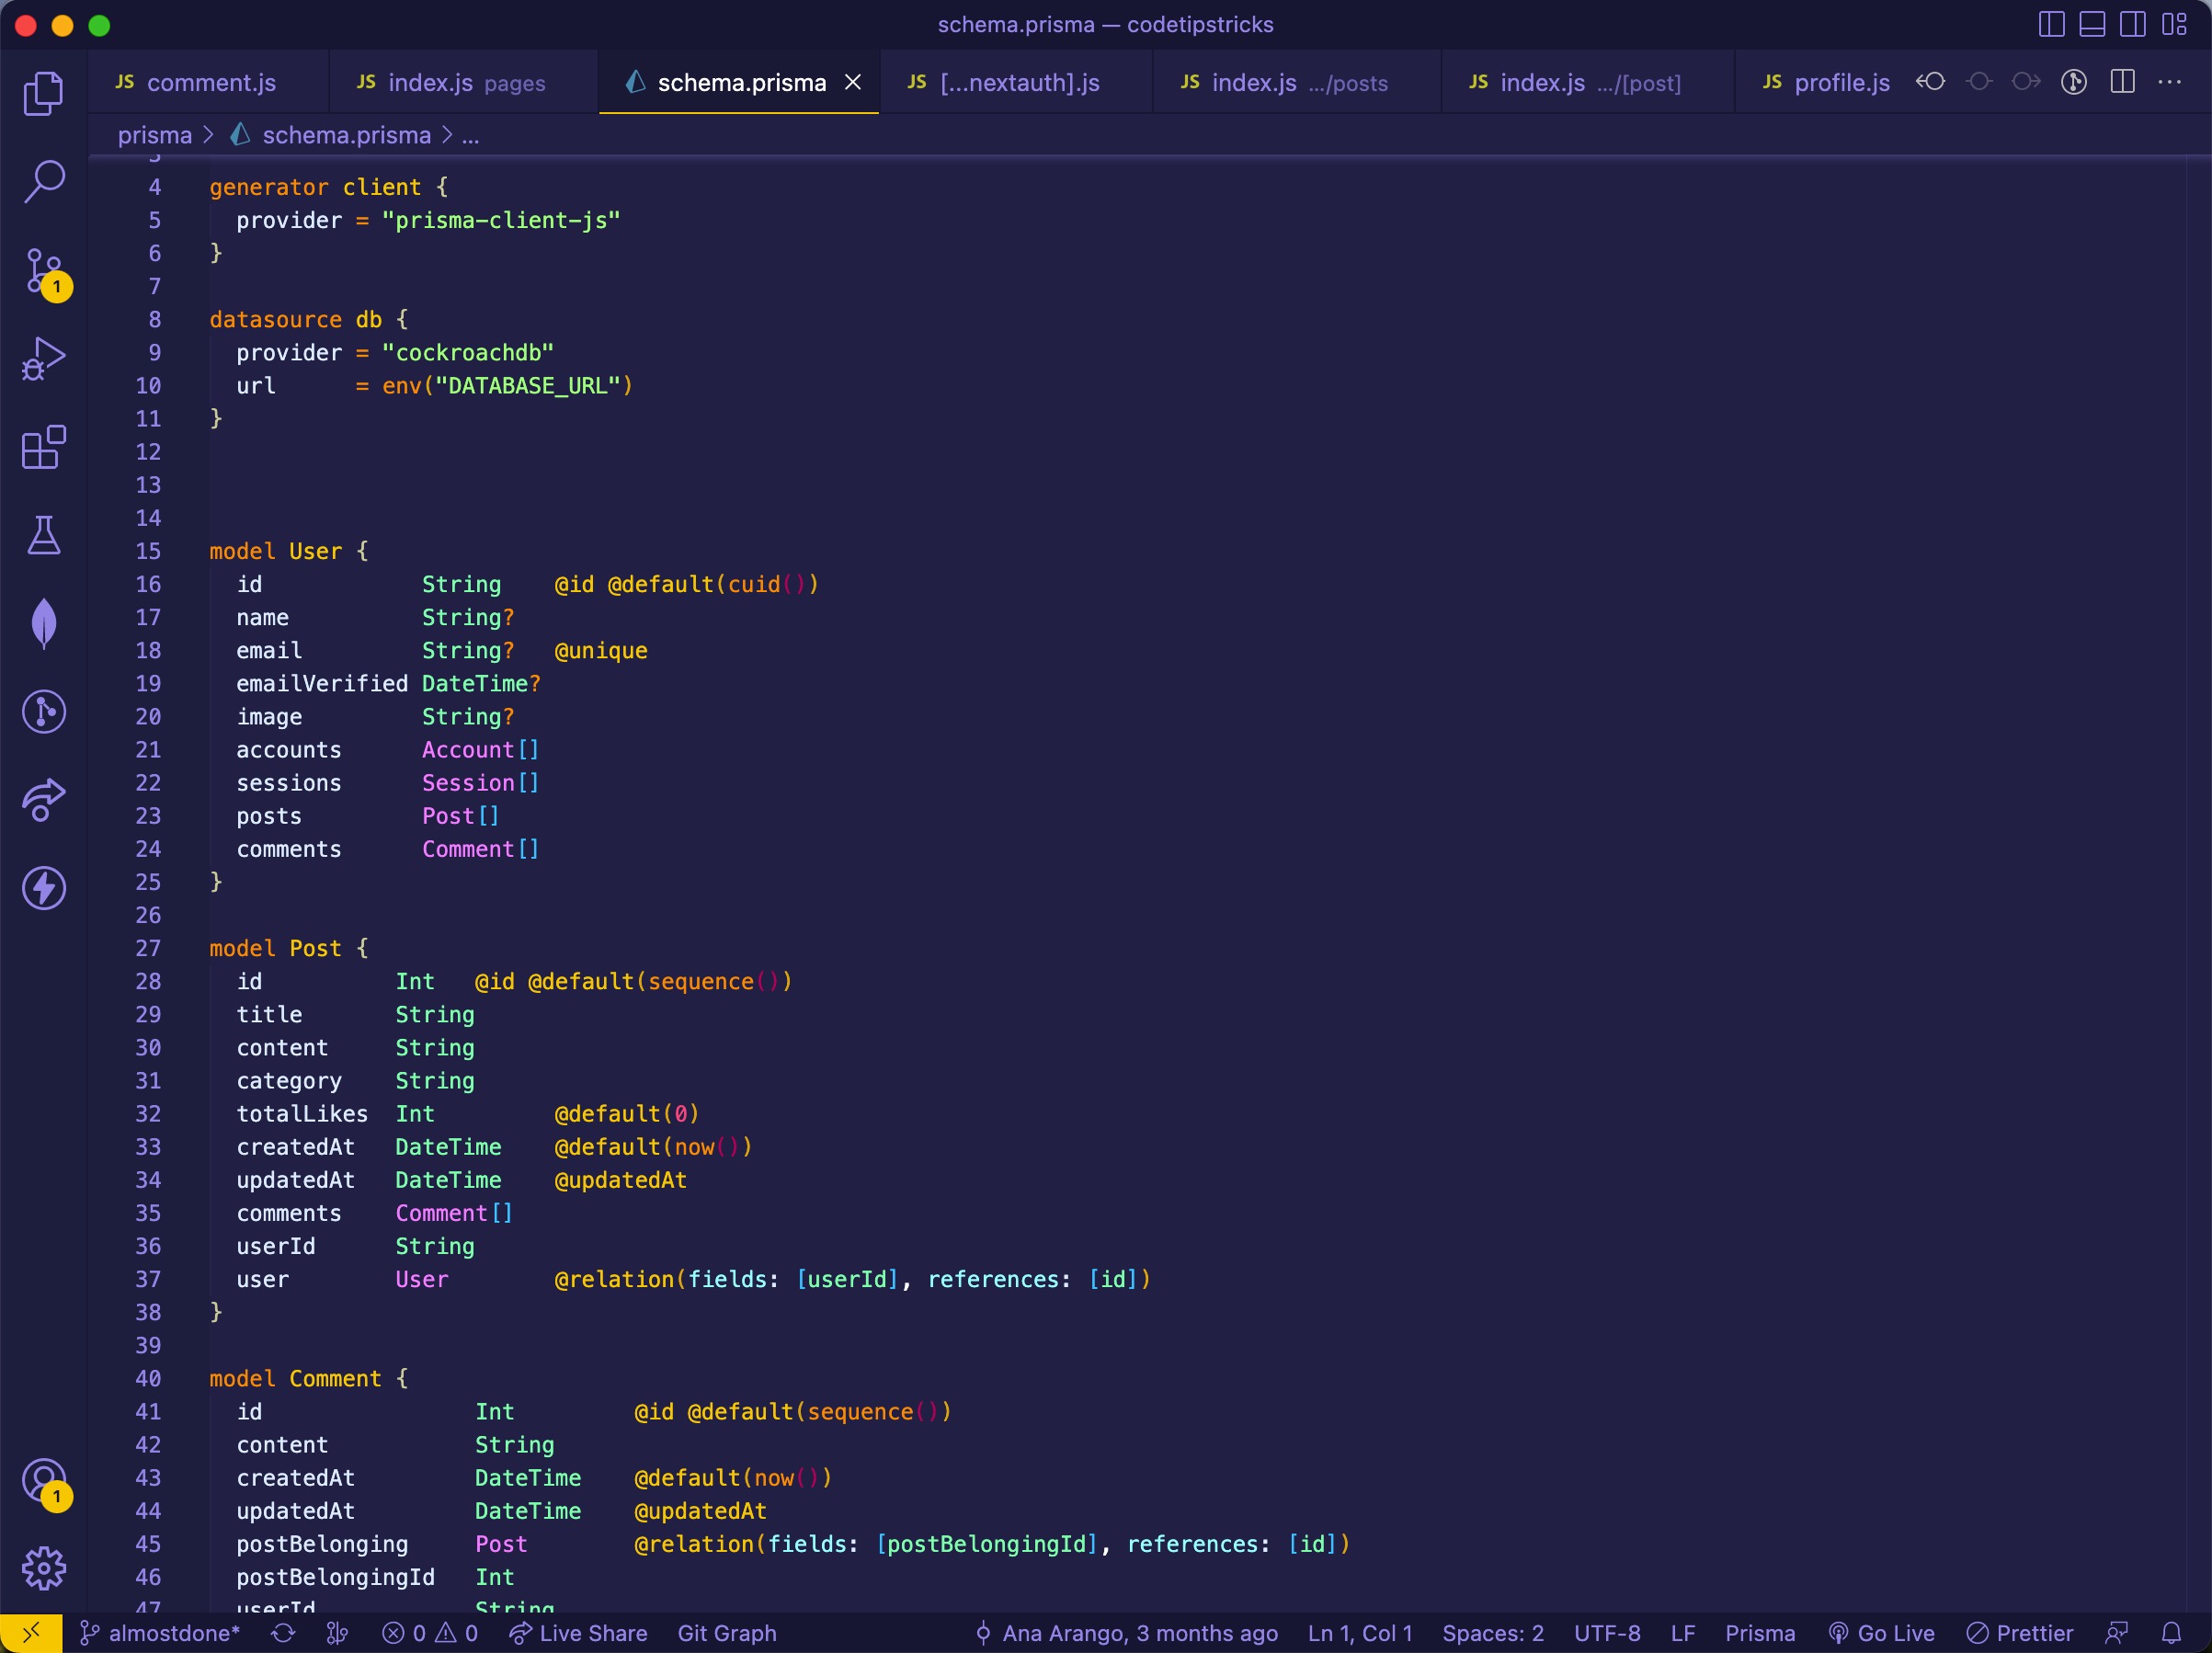 schema.prisma — codetipstricks
JS comment.js JS index.js pages schema.prisma JS [...nextauth].js JS index.js .../posts JS index.js .../[post] JS profile.js
prisma > schema.prisma > ...
3
4 generator client {
5 provider = "prisma-client-js"
6 }
7
8 datasource db {
9 provider = "cockroachdb"
10 url = env("DATABASE_URL")
11 }
12
13
14
15 model User {
16 id String @id @default(cuid())
17 name String?
18 email String? @unique
19 emailVerified DateTime?
20 image String?
21 accounts Account[]
22 sessions Session[]
23 posts Post[]
24 comments Comment[]
25 }
26
27 model Post {
28 id Int @id @default(sequence())
29 title String
30 content String
31 category String
32 totalLikes Int @default(0)
33 createdAt DateTime @default(now())
34 updatedAt DateTime @updatedAt
35 comments Comment[]
36 userId String
37 user User @relation(fields: [userId], references: [id])
38 }
39
40 model Comment {
41 id Int @id @default(sequence())
42 content String
43 createdAt DateTime @default(now())
44 updatedAt DateTime @updatedAt
45 postBelonging Post @relation(fields: [postBelongingId], references: [id])
46 postBelongingId Int
47 userId String
1
1
almostdone* 0 0 Live Share Git Graph Ana Arango, 3 months ago Ln 1, Col 1 Spaces: 2 UTF-8 LF Prisma Go Live Prettier